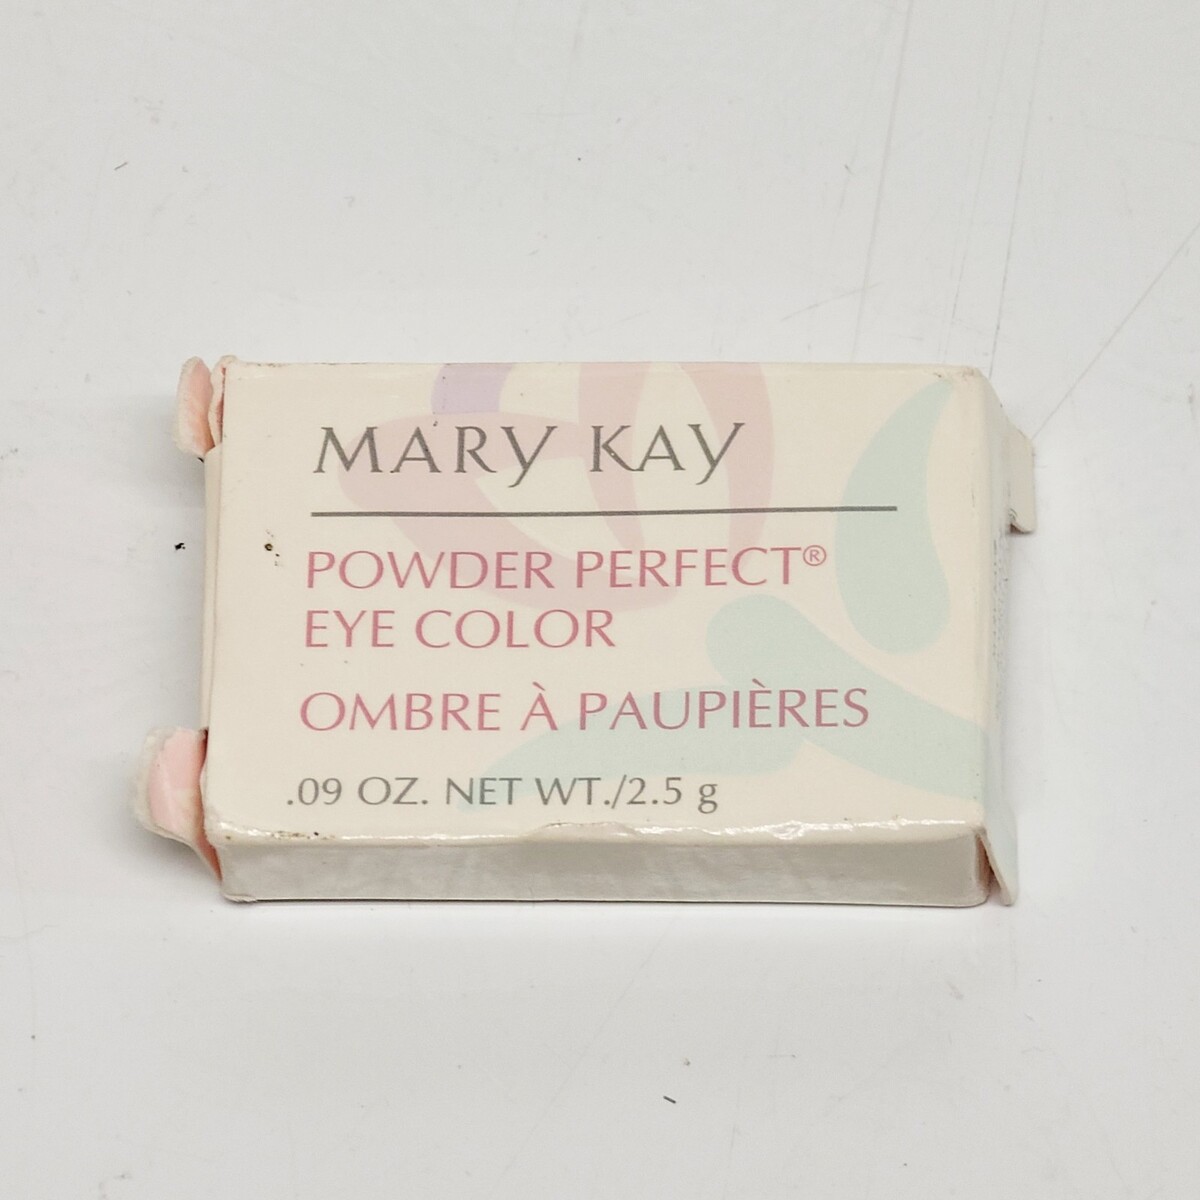 MARY KAY
POWDER PERFECT®
EYE COLOR
OMBRE À PAUPIÈRES
.09 OZ. NET WT./2.5 g